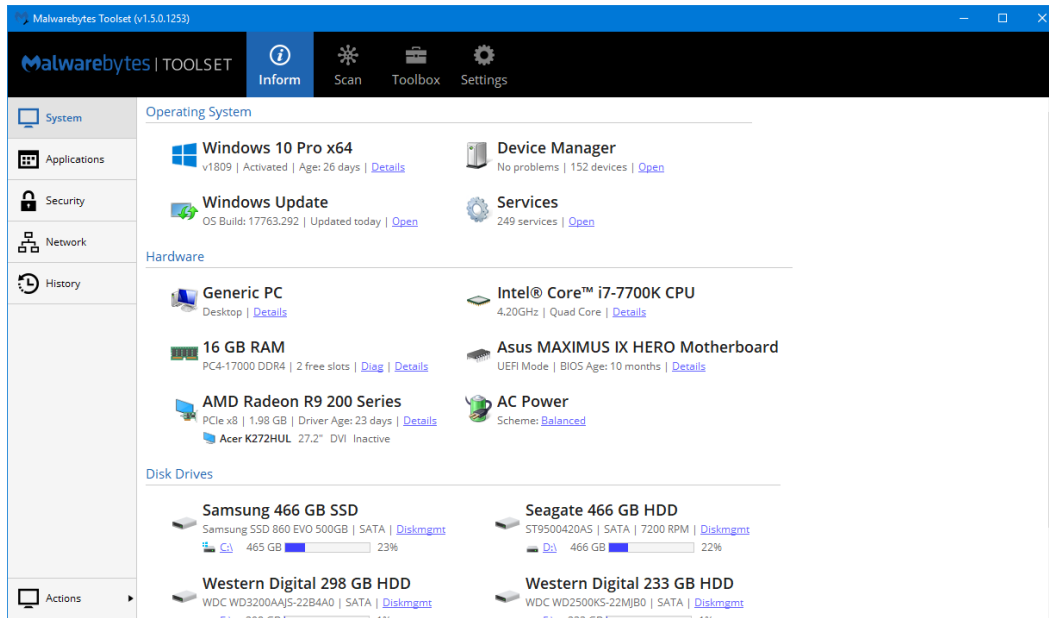 Malwarebytes Toolset (v1.5.0.1253)
Malwarebytes | TOOLSET
Inform
Scan
Toolbox
Settings
System
Applications
Security
Network
History
Actions
Operating System
Windows 10 Pro x64
v1809 | Activated | Age: 26 days | Details
Device Manager
No problems | 152 devices | Open
Windows Update
OS Build: 17763.292 | Updated today | Open
Services
249 services | Open
Hardware
Generic PC
Desktop | Details
Intel® Core™ i7-7700K CPU
4.20GHz | Quad Core | Details
16 GB RAM
PC4-17000 DDR4 | 2 free slots | Diag | Details
Asus MAXIMUS IX HERO Motherboard
UEFI Mode | BIOS Age: 10 months | Details
AMD Radeon R9 200 Series
PCIe x8 | 1.98 GB | Driver Age: 23 days | Details
Acer K272HUL 27.2" DVI Inactive
AC Power
Scheme: Balanced
Disk Drives
Samsung 466 GB SSD
Samsung SSD 860 EVO 500GB | SATA | Diskmgmt
C:\ 465 GB 23%
Seagate 466 GB HDD
ST9500420AS | SATA | 7200 RPM | Diskmgmt
D:\ 466 GB 22%
Western Digital 298 GB HDD
WDC WD3200AAJS-22B4A0 | SATA | Diskmgmt
Western Digital 233 GB HDD
WDC WD2500KS-22MJB0 | SATA | Diskmgmt